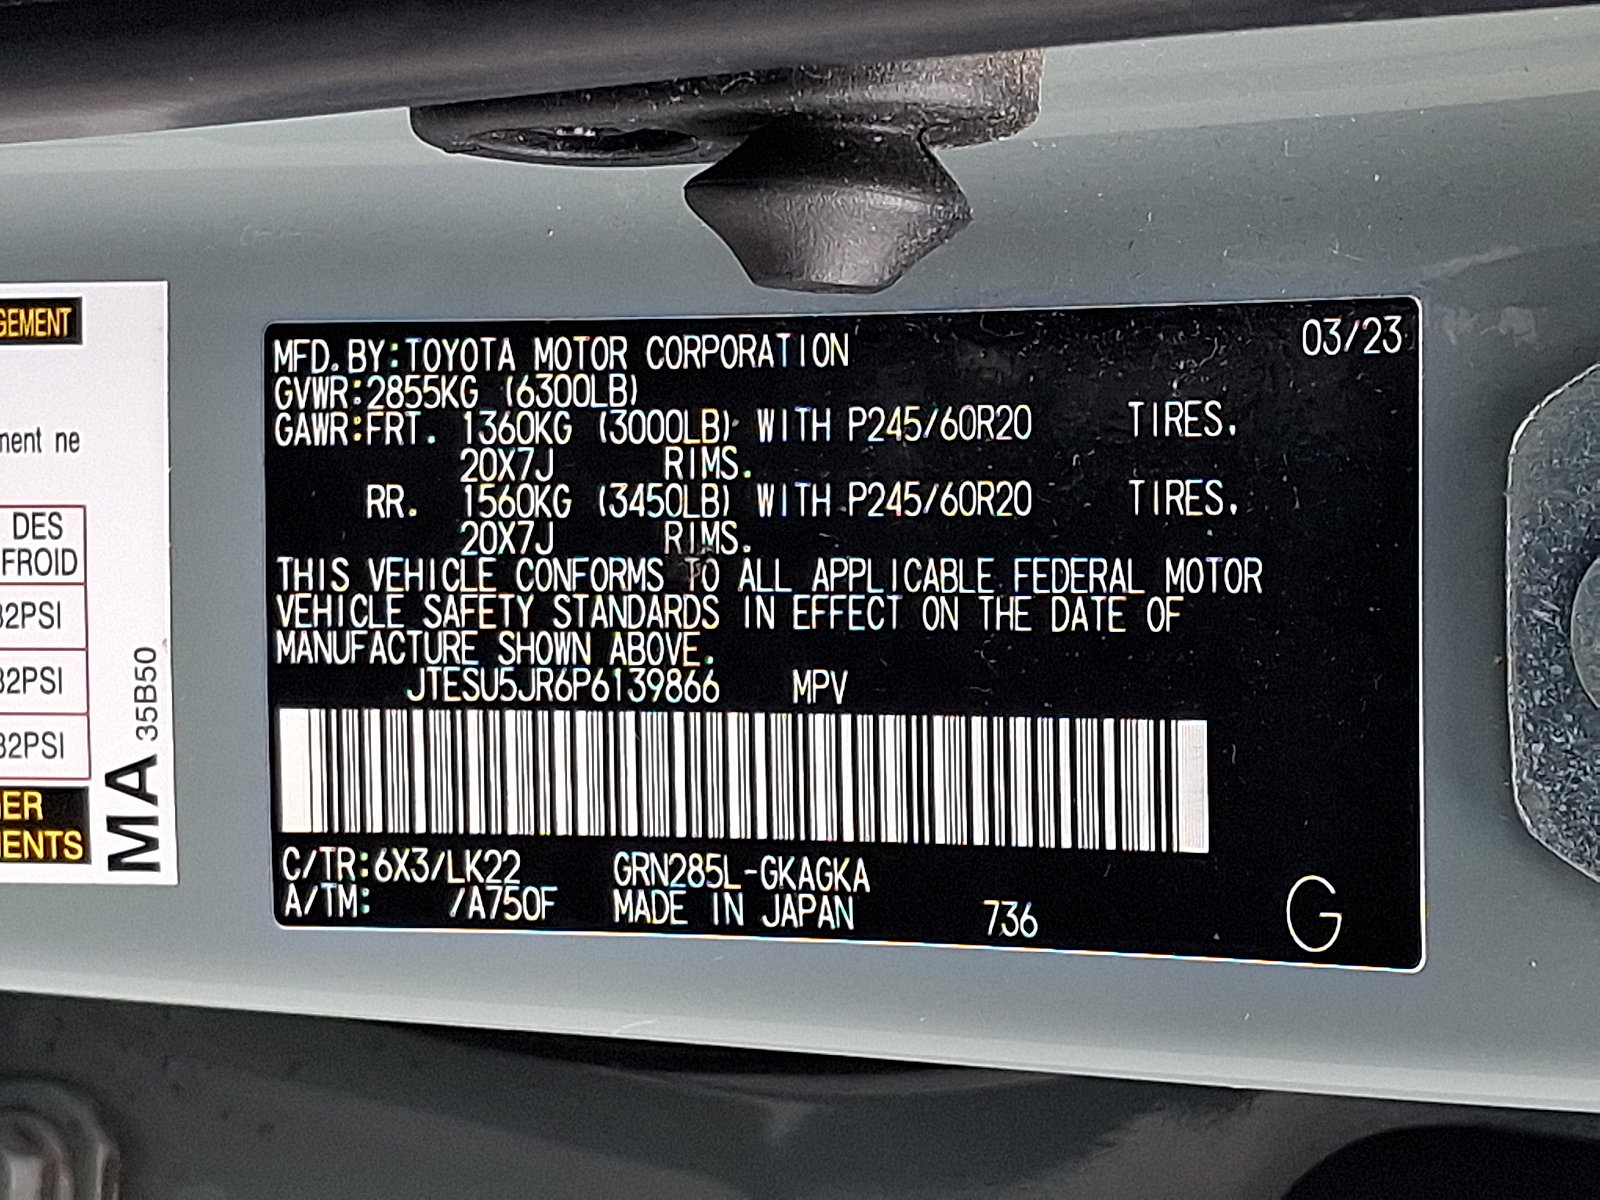 GEMENT
ment ne
DES
FROID
32PSI
32PSI
32PSI
GER
MENTS
MA 35B50
03/23
MFD.BY:TOYOTA MOTOR CORPORATION
GVWR:2855KG (6300LB)
GAWR:FRT. 1360KG (3000LB) WITH P245/60R20 TIRES.
20X7J RIMS.
RR. 1560KG (3450LB) WITH P245/60R20 TIRES.
20X7J RIMS.
THIS VEHICLE CONFORMS TO ALL APPLICABLE FEDERAL MOTOR
VEHICLE SAFETY STANDARDS IN EFFECT ON THE DATE OF
MANUFACTURE SHOWN ABOVE.
JTESU5JR6P6139866 MPV
C/TR:6X3/LK22 GRN285L-GKAGKA
A/TM: /A750F MADE IN JAPAN 736 G